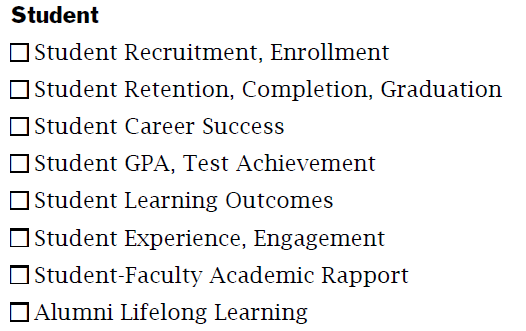 Student
☐ Student Recruitment, Enrollment
☐ Student Retention, Completion, Graduation
☐ Student Career Success
☐ Student GPA, Test Achievement
☐ Student Learning Outcomes
☐ Student Experience, Engagement
☐ Student-Faculty Academic Rapport
☐ Alumni Lifelong Learning